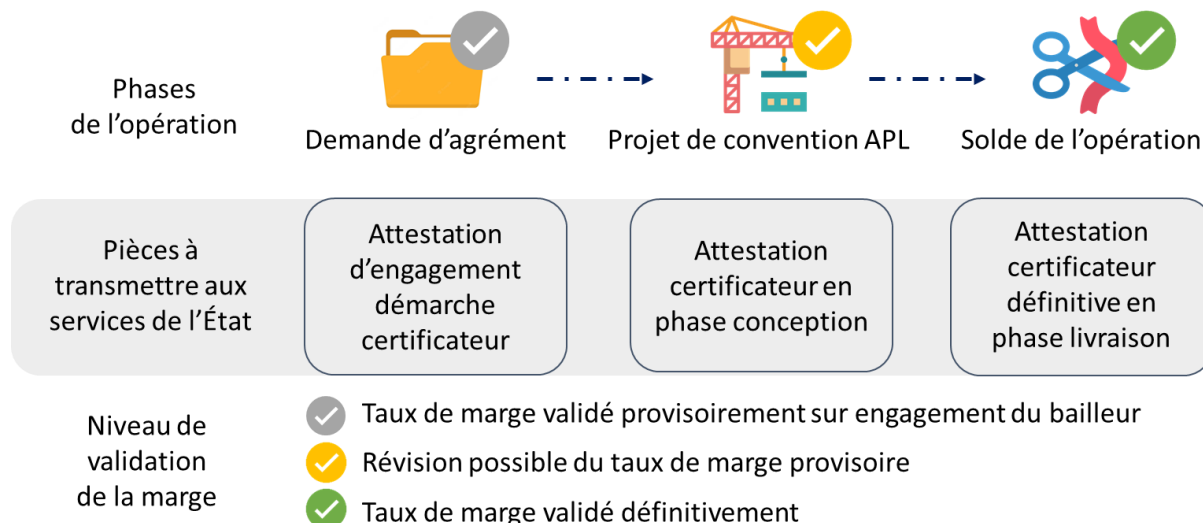 Phases
de l’opération
Demande d’agrément
Projet de convention APL
Solde de l’opération
Pièces à
transmettre aux
services de l’État
Attestation
d’engagement
démarche
certificateur
Attestation
certificateur en
phase conception
Attestation
certificateur
définitive en
phase livraison
Niveau de
validation
de la marge
Taux de marge validé provisoirement sur engagement du bailleur
Révision possible du taux de marge provisoire
Taux de marge validé définitivement